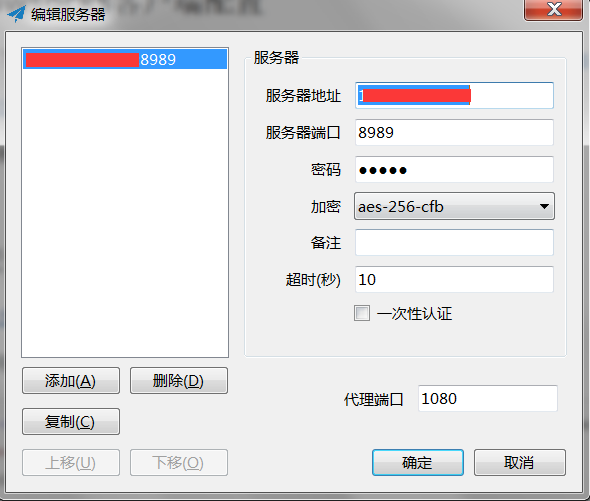 编辑服务器
8989
服务器
服务器地址
服务器端口 8989
密码 ●●●●●
加密 aes-256-cfb
备注
超时(秒) 10
一次性认证
添加(A) 删除(D)
代理端口 1080
复制(C)
上移(U) 下移(O) 确定 取消